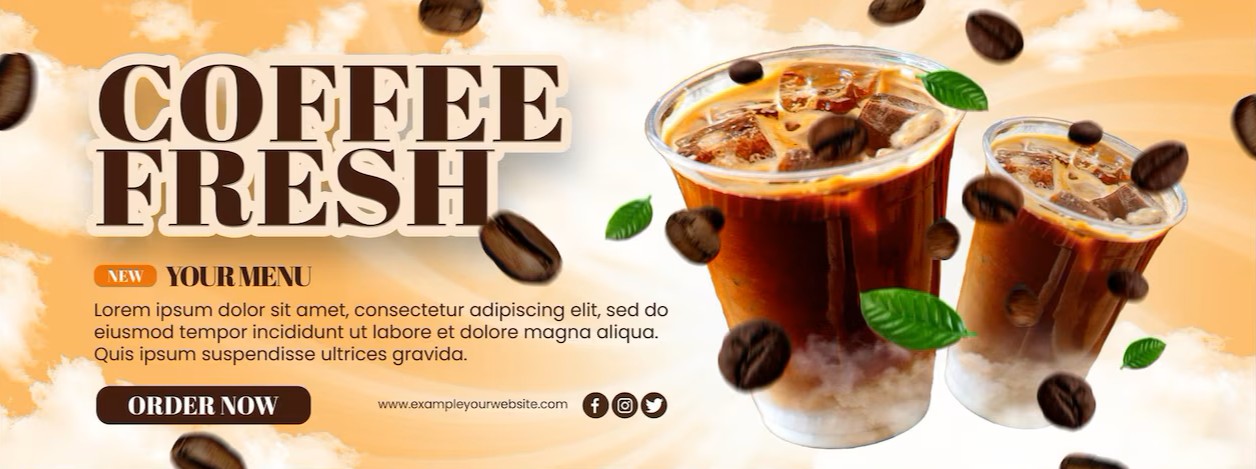 COFFEE
FRESH
NEW YOUR MENU
Lorem ipsum dolor sit amet, consectetur adipiscing elit, sed do
eiusmod tempor incididunt ut labore et dolore magna aliqua.
Quis ipsum suspendisse ultrices gravida.
ORDER NOW www.exampleyourwebsite.com